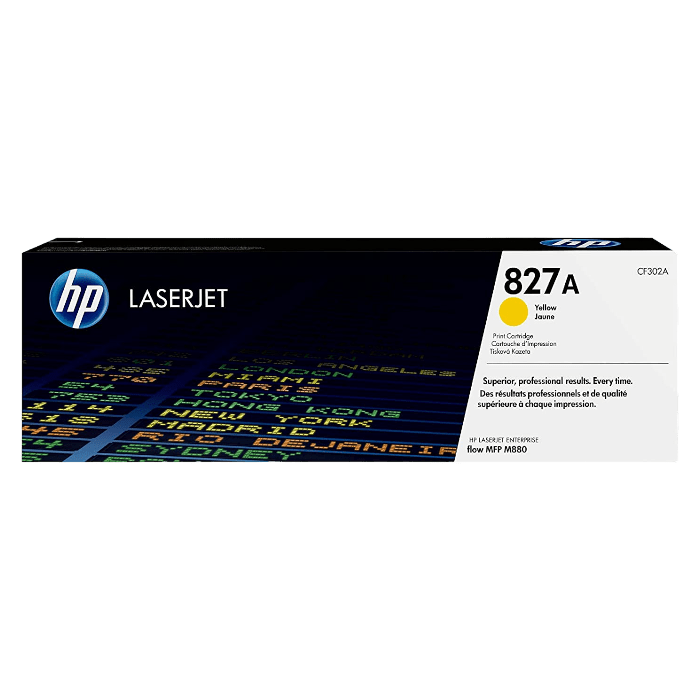 hp
hp
LASERJET
827A
CF302A
Yellow
Jaune
Print Cartridge
Cartouche d'Impression
Tisková Kazeta
Superior, professional results. Every time.
Des résultats professionnels et de qualité
supérieure à chaque impression.
HP LASERJET ENTERPRISE
flow MFP M880
LOS ANGELES
LONDON
MIAMI
PARIS
TOKYO
HONG KONG
NEW YORK
MADRID
RIO DEJANEIRA
SYDNEY